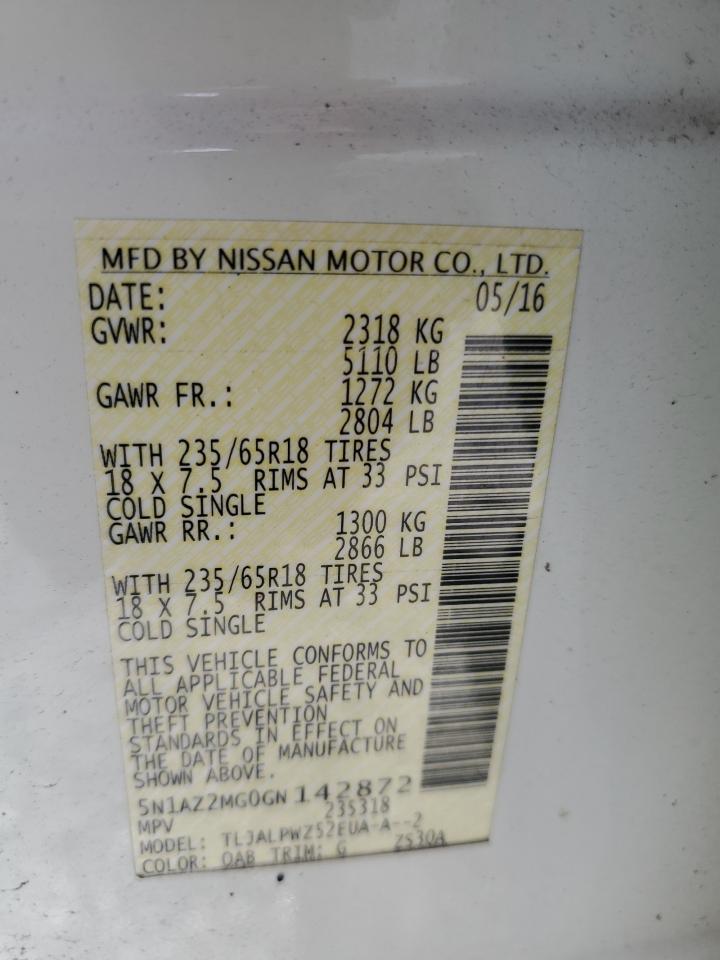 MFD BY NISSAN MOTOR CO., LTD.
DATE: 05/16
GVWR: 2318 KG
5110 LB
GAWR FR.: 1272 KG
2804 LB
WITH 235/65R18 TIRES
18 X 7.5 RIMS AT 33 PSI
COLD SINGLE
GAWR RR.: 1300 KG
2866 LB
WITH 235/65R18 TIRES
18 X 7.5 RIMS AT 33 PSI
COLD SINGLE
THIS VEHICLE CONFORMS TO
ALL APPLICABLE FEDERAL
MOTOR VEHICLE SAFETY AND
THEFT PREVENTION
STANDARDS IN EFFECT ON
THE DATE OF MANUFACTURE
SHOWN ABOVE.
5N1AZ2MG0GN142872
MPV 235318
MODEL: TLJALPWZ52EUA-A--2
COLOR: QAB TRIM: G ZS30A